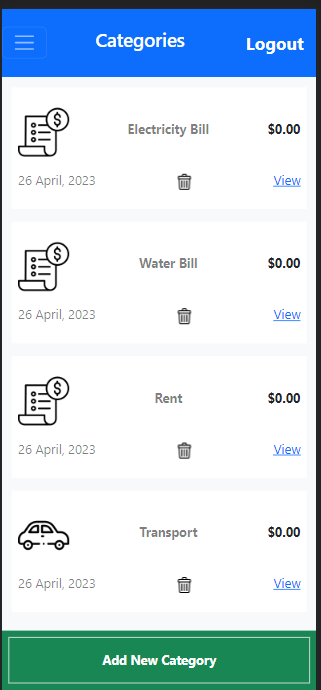 Categories
Logout
Electricity Bill $0.00
26 April, 2023 View
Water Bill $0.00
26 April, 2023 View
Rent $0.00
26 April, 2023 View
Transport $0.00
26 April, 2023 View
Add New Category